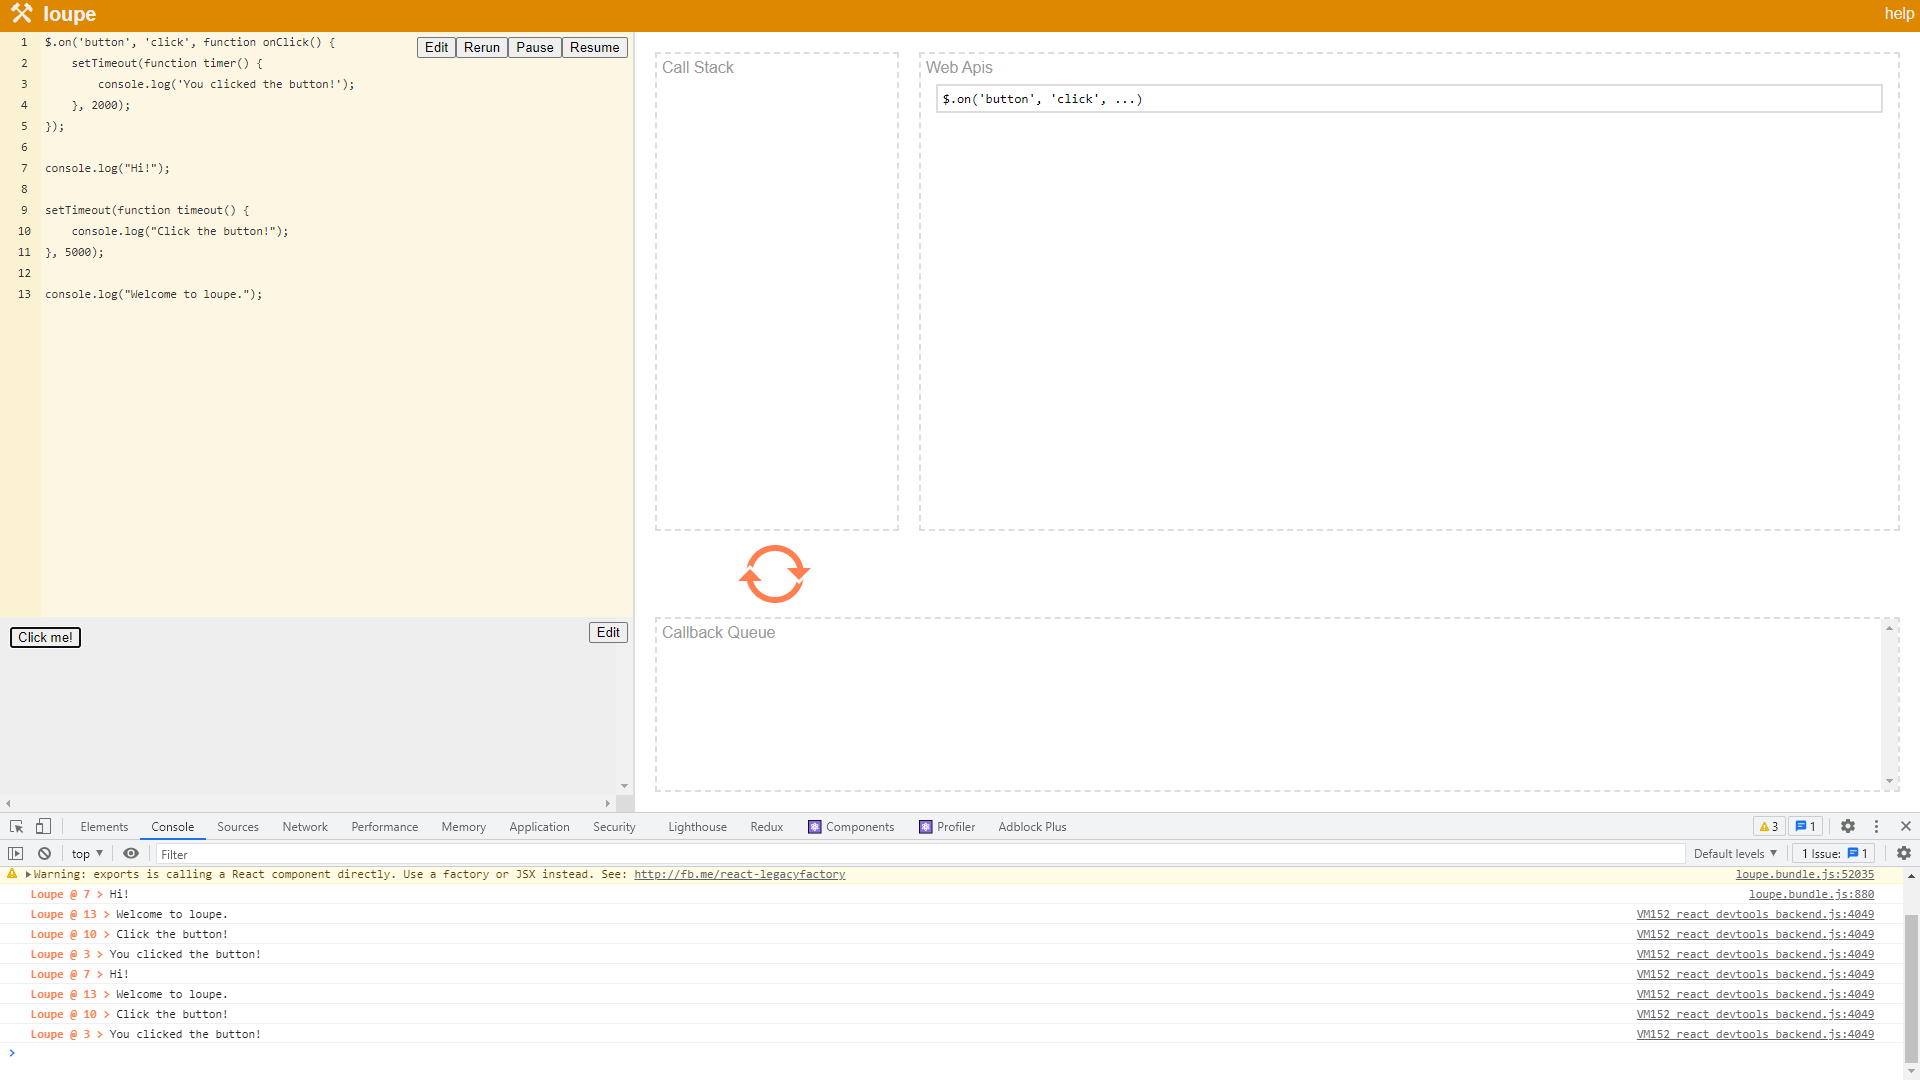 loupe
help
1 $.on('button', 'click', function onClick() {
2 setTimeout(function timer() {
3 console.log('You clicked the button!');
4 }, 2000);
5 });
6
7 console.log("Hi!");
8
9 setTimeout(function timeout() {
10 console.log("Click the button!");
11 }, 5000);
12
13 console.log("Welcome to loupe.");
Edit Rerun Pause Resume
Call Stack
Web Apis
$.on('button', 'click', ...)
Click me!
Edit
Callback Queue
Elements Console Sources Network Performance Memory Application Security Lighthouse Redux Components Profiler Adblock Plus 3 1
top Filter Default levels 1 Issue: 1
Warning: exports is calling a React component directly. Use a factory or JSX instead. See: http://fb.me/react-legacyfactory loupe.bundle.js:52035
Loupe @ 7 > Hi! loupe.bundle.js:880
Loupe @ 13 > Welcome to loupe. VM152 react_devtools_backend.js:4049
Loupe @ 10 > Click the button! VM152 react_devtools_backend.js:4049
Loupe @ 3 > You clicked the button! VM152 react_devtools_backend.js:4049
Loupe @ 7 > Hi! VM152 react_devtools_backend.js:4049
Loupe @ 13 > Welcome to loupe. VM152 react_devtools_backend.js:4049
Loupe @ 10 > Click the button! VM152 react_devtools_backend.js:4049
Loupe @ 3 > You clicked the button! VM152 react_devtools_backend.js:4049
>